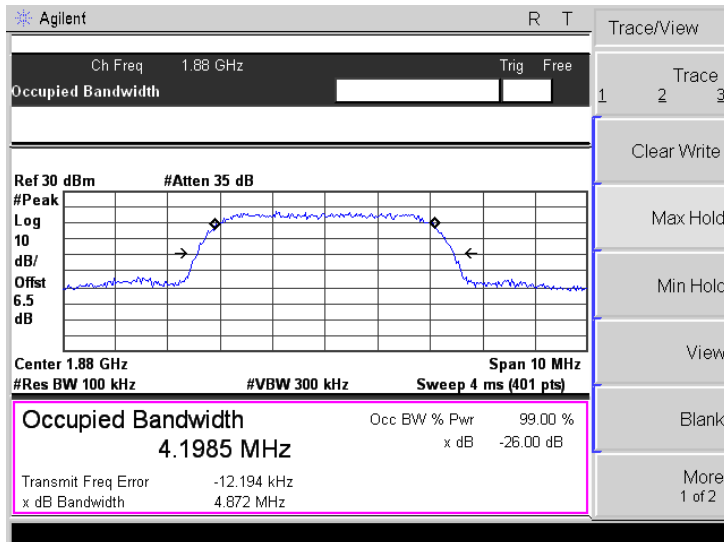 Agilent R T
Trace/View
Ch Freq 1.88 GHz Trig Free
Occupied Bandwidth
Trace
1 2 3
Clear Write
Max Hold
Min Hold
View
Blank
More
1 of 2
Ref 30 dBm #Atten 35 dB
#Peak
Log
10
dB/
Offst
6.5
dB
Center 1.88 GHz Span 10 MHz
#Res BW 100 kHz #VBW 300 kHz Sweep 4 ms (401 pts)
Occupied Bandwidth Occ BW % Pwr 99.00 %
4.1985 MHz x dB -26.00 dB
Transmit Freq Error -12.194 kHz
x dB Bandwidth 4.872 MHz